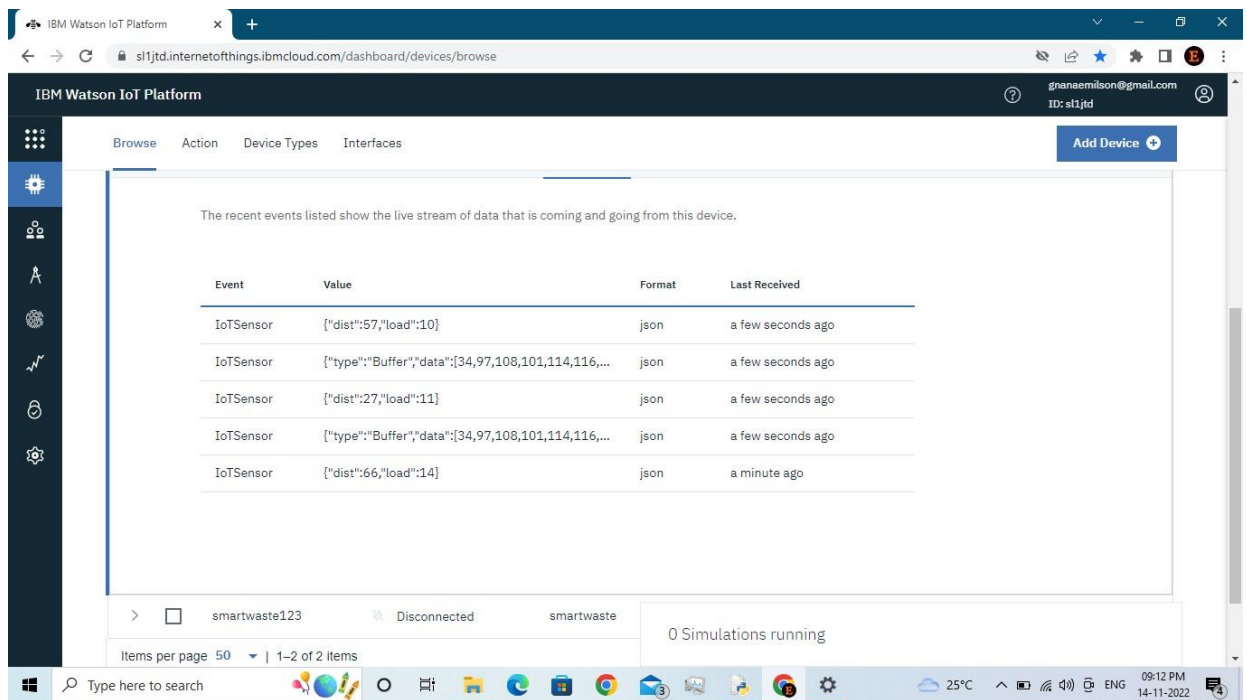 IBM Watson IoT Platform
sl1jtd.internetofthings.ibmcloud.com/dashboard/devices/browse
E
IBM Watson IoT Platform
gnanaemilson@gmail.com
ID: sl1jtd
Browse Action Device Types Interfaces
Add Device
The recent events listed show the live stream of data that is coming and going from this device.
Event Value Format Last Received
IoTSensor {"dist":57,"load":10} json a few seconds ago
IoTSensor {"type":"Buffer","data":[34,97,108,101,114,116,... json a few seconds ago
IoTSensor {"dist":27,"load":11} json a few seconds ago
IoTSensor {"type":"Buffer","data":[34,97,108,101,114,116,... json a few seconds ago
IoTSensor {"dist":66,"load":14} json a minute ago
smartwaste123 Disconnected smartwaste
0 Simulations running
Items per page 50 | 1–2 of 2 items
Type here to search
3
25°C
ENG
09:12 PM
14-11-2022
4